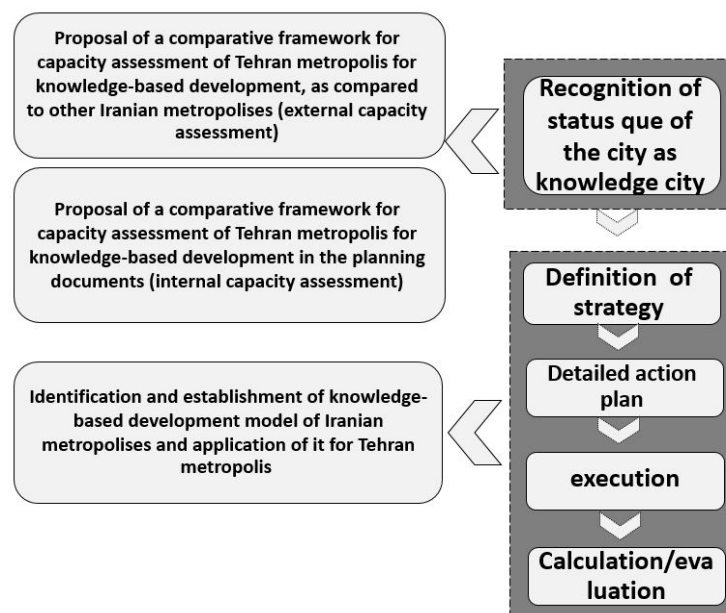 Proposal of a comparative framework for
capacity assessment of Tehran metropolis for
knowledge-based development, as compared
to other Iranian metropolises (external capacity
assessment)
Recognition of
status que of
the city as
knowledge city
Proposal of a comparative framework for
capacity assessment of Tehran metropolis for
knowledge-based development in the planning
documents (internal capacity assessment)
Definition of
strategy
Detailed action
plan
Identification and establishment of knowledge-
based development model of Iranian
metropolises and application of it for Tehran
metropolis
execution
Calculation/eva
luation